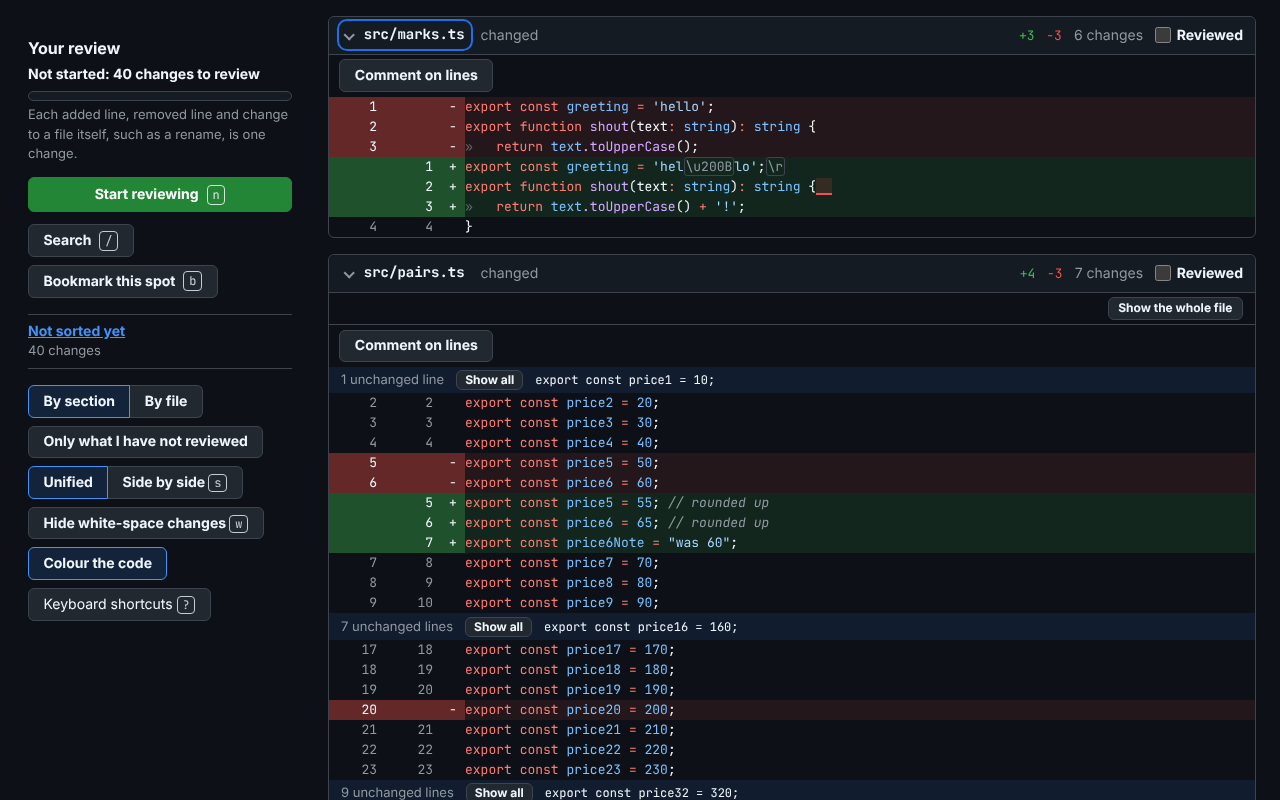 Your review
Not started: 40 changes to review
Each added line, removed line and change
to a file itself, such as a rename, is one
change.
Start reviewing n
Search /
Bookmark this spot b
Not sorted yet
40 changes
By section By file
Only what I have not reviewed
Unified Side by side s
Hide white-space changes w
Colour the code
Keyboard shortcuts ?
src/marks.ts changed +3 -3 6 changes Reviewed
Comment on lines
1 - export const greeting = 'hello';
2 - export function shout(text: string): string {
3 - » return text.toUpperCase();
1 + export const greeting = 'hel\u200Blo';\r
2 + export function shout(text: string): string {
3 + » return text.toUpperCase() + '!';
4 4 }
src/pairs.ts changed +4 -3 7 changes Reviewed
Show the whole file
Comment on lines
1 unchanged line Show all export const price1 = 10;
2 2 export const price2 = 20;
3 3 export const price3 = 30;
4 4 export const price4 = 40;
5 - export const price5 = 50;
6 - export const price6 = 60;
5 + export const price5 = 55; // rounded up
6 + export const price6 = 65; // rounded up
7 + export const price6Note = "was 60";
7 8 export const price7 = 70;
8 9 export const price8 = 80;
9 10 export const price9 = 90;
7 unchanged lines Show all export const price16 = 160;
17 18 export const price17 = 170;
18 19 export const price18 = 180;
19 20 export const price19 = 190;
20 - export const price20 = 200;
21 21 export const price21 = 210;
22 22 export const price22 = 220;
23 23 export const price23 = 230;
9 unchanged lines Show all export const price32 = 320;